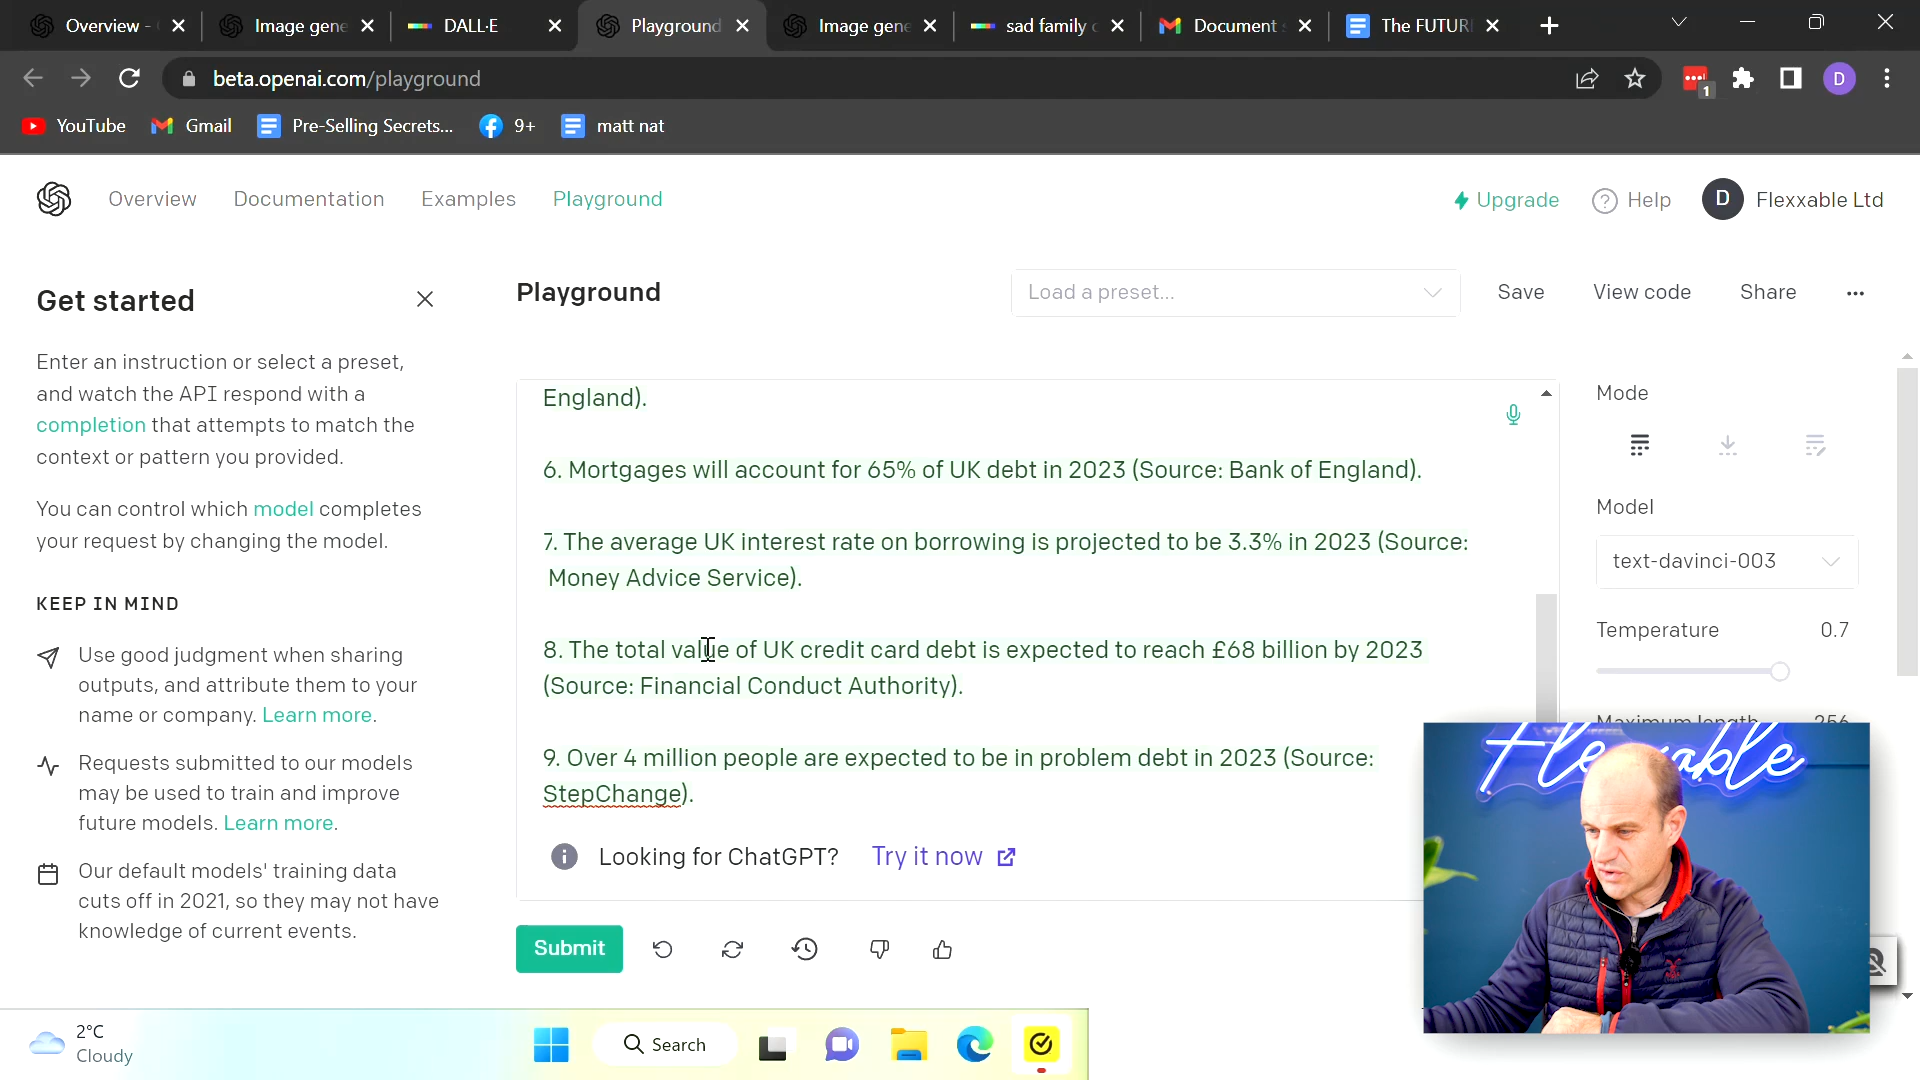 Overview -
Image gene
DALL·E
Playground
Image gene
sad family
Document
The FUTUR
beta.openai.com/playground
1
D
YouTube
Gmail
Pre-Selling Secrets...
9+
matt nat
Overview
Documentation
Examples
Playground
Upgrade
Help
D
Flexxable Ltd
Get started
Enter an instruction or select a preset,
and watch the API respond with a
completion that attempts to match the
context or pattern you provided.
You can control which model completes
your request by changing the model.
KEEP IN MIND
Use good judgment when sharing
outputs, and attribute them to your
name or company. Learn more.
Requests submitted to our models
may be used to train and improve
future models. Learn more.
Our default models' training data
cuts off in 2021, so they may not have
knowledge of current events.
Playground
Load a preset...
Save
View code
Share
...
England).
6. Mortgages will account for 65% of UK debt in 2023 (Source: Bank of England).
7. The average UK interest rate on borrowing is projected to be 3.3% in 2023 (Source:
Money Advice Service).
8. The total value of UK credit card debt is expected to reach £68 billion by 2023
(Source: Financial Conduct Authority).
9. Over 4 million people are expected to be in problem debt in 2023 (Source:
StepChange).
Looking for ChatGPT? Try it now
Submit
Mode
Model
text-davinci-003
Temperature 0.7
Maximum length 256
Flexxable
2°C
Cloudy
Search